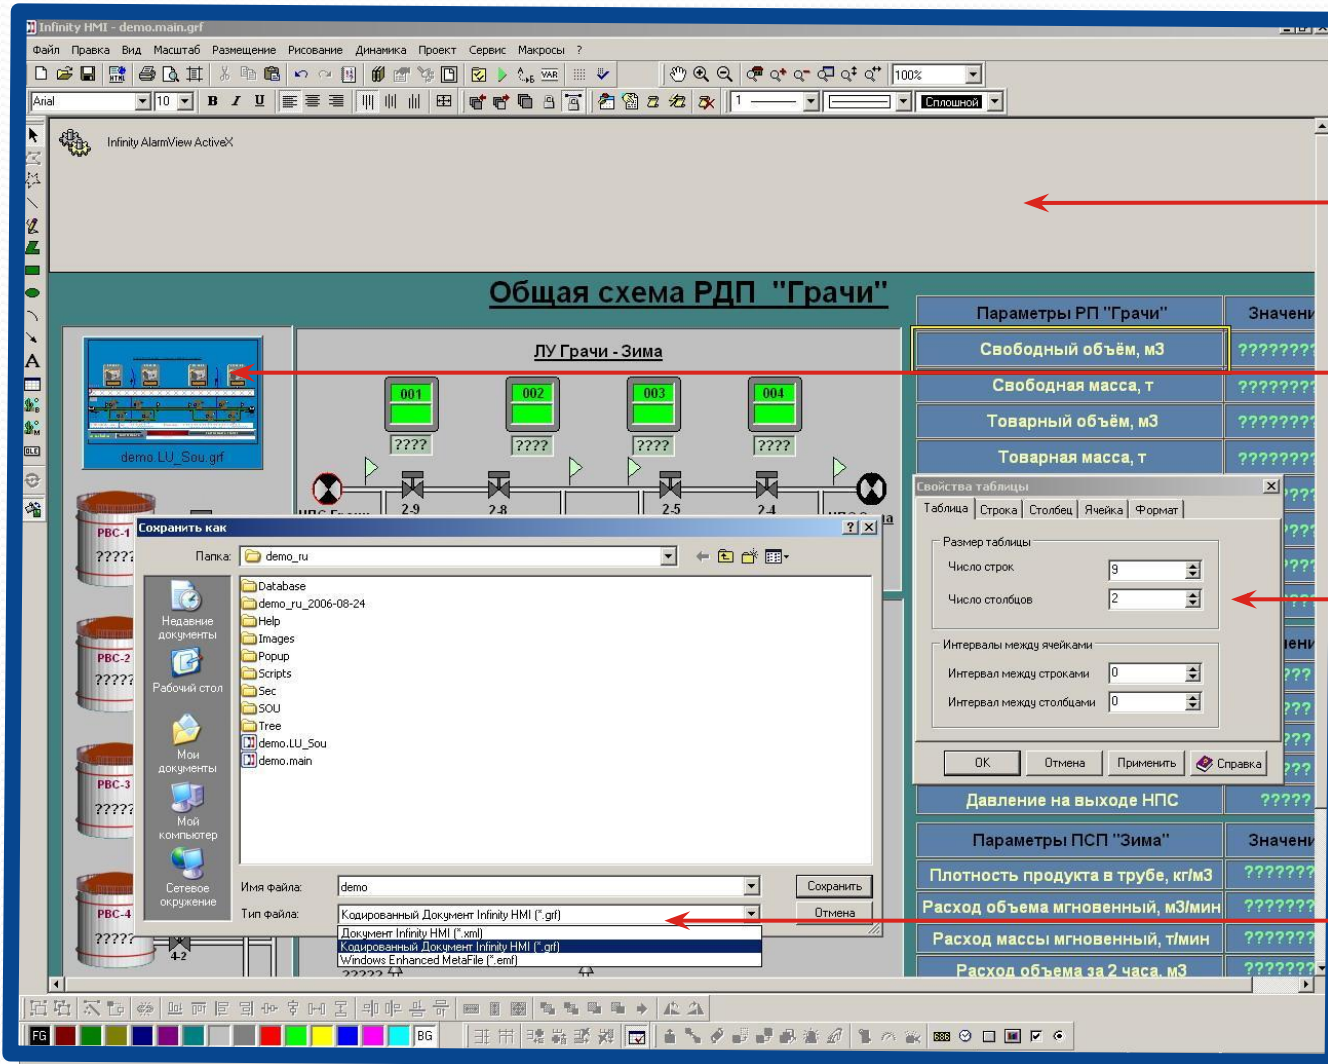 Infinity HMI - demo.main.grf
Файл Правка Вид Масштаб Размещение Рисование Динамика Проект Сервис Макросы ?
100%
Arial 10 B I U 1 Сплошной
Infinity AlarmView ActiveX
Общая схема РДП "Грачи"
Параметры РП "Грачи" Значени
ЛУ Грачи - Зима
Свободный объём, м3 ????????
Свободная масса, т ????????
001 002 003 004
Товарный объём, м3 ????????
???? ???? ???? ????
demo.LU_Sou.grf
Товарная масса, т ????????
Свойства таблицы
Таблица Строка Столбец Ячейка Формат
2-9 2-8 2-5 2-4
Размер таблицы
Число строк 9
Число столбцов 2
Интервалы между ячейками
Интервал между строками 0
Интервал между столбцами 0
OK Отмена Применить Справка
РВС-1
?????
РВС-2
?????
РВС-3
?????
РВС-4
?????
4-2
Сохранить как
Папка: demo_ru
Недавние документы
Рабочий стол
Мои документы
Мой компьютер
Сетевое окружение
Database
demo_ru_2006-08-24
Help
Images
Popup
Scripts
Sec
SOU
Tree
demo.LU_Sou
demo.main
Имя файла: demo Сохранить
Тип файла: Кодированный Документ Infinity HMI (*.grf) Отмена
Документ Infinity HMI (*.xml)
Кодированный Документ Infinity HMI (*.grf)
Windows Enhanced MetaFile (*.emf)
?????
Давление на выходе НПС ?????
Параметры ПСП "Зима" Значени
Плотность продукта в трубе, кг/м3 ???????
Расход объема мгновенный, м3/мин ???????
Расход массы мгновенный, т/мин ???????
Расход объема за 2 часа, м3 ???????
FG BG